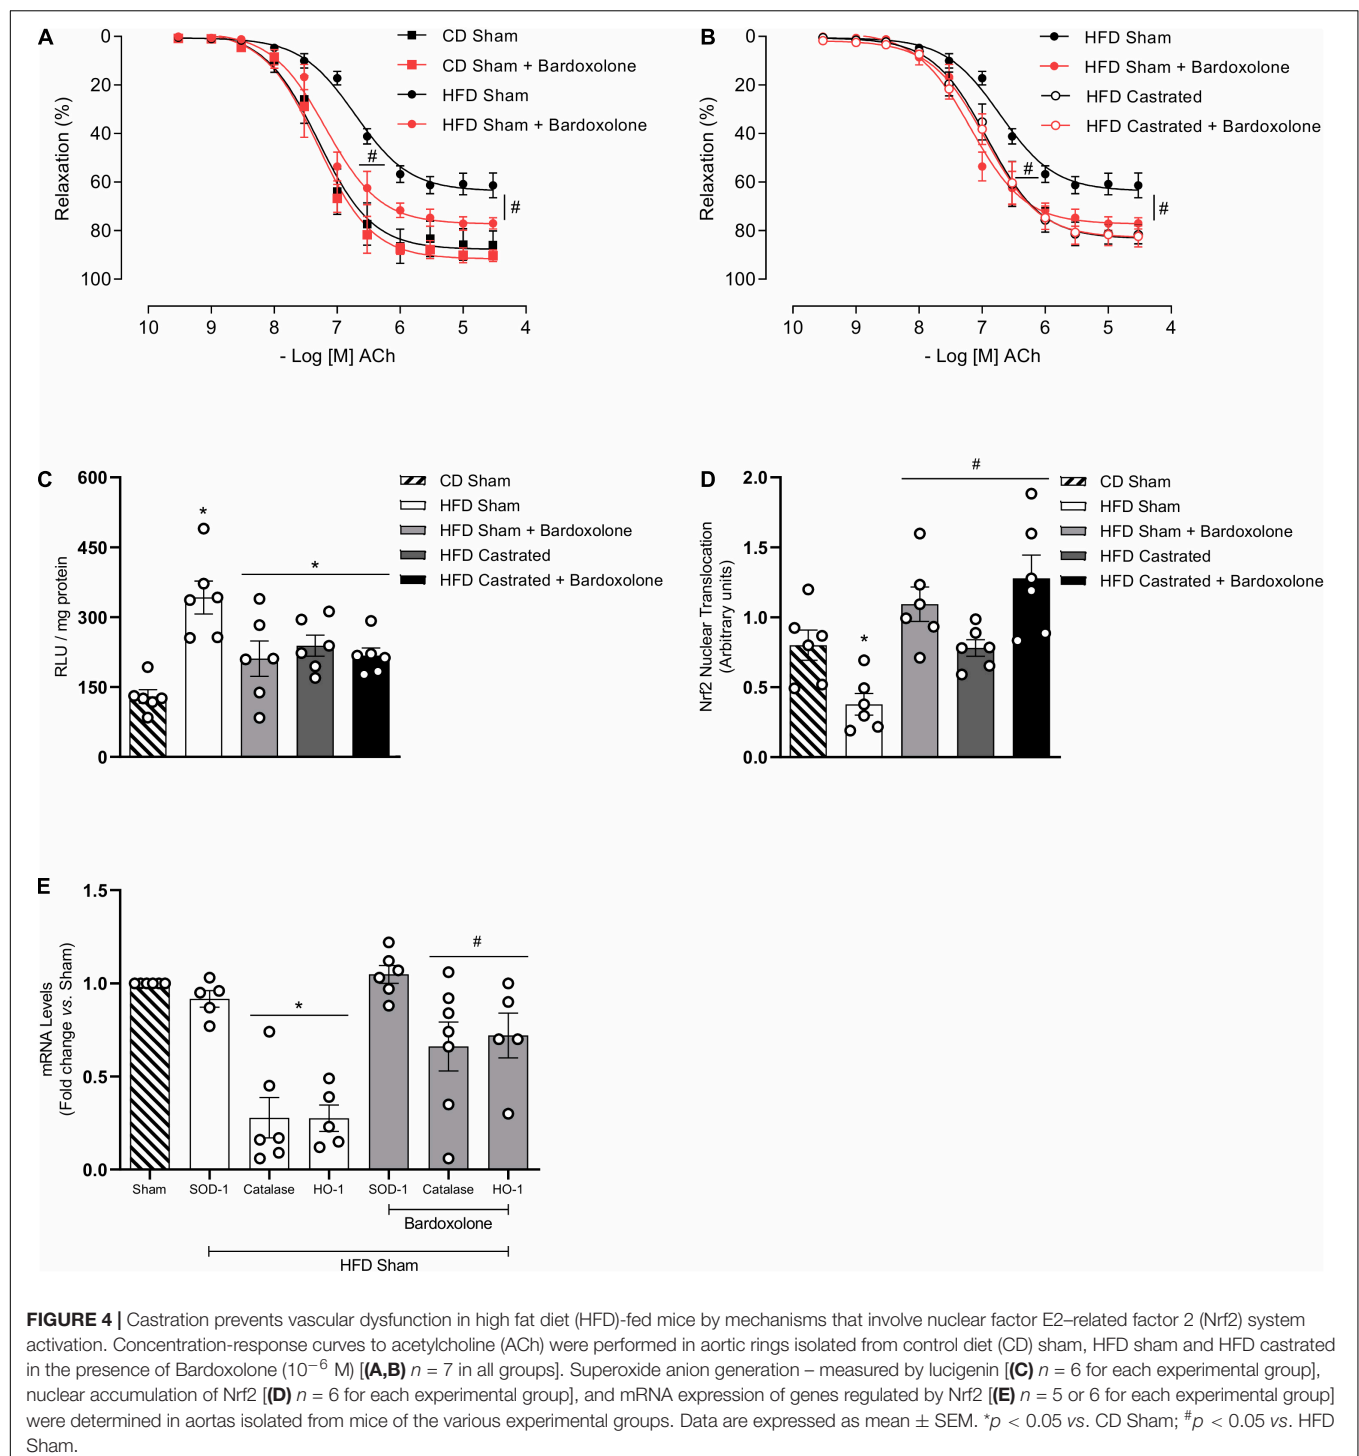 A
0
20
40
60
80
100
Relaxation (%)
10 9 8 7 6 5 4
- Log [M] ACh
CD Sham
CD Sham + Bardoxolone
HFD Sham
HFD Sham + Bardoxolone
#
#
B
0
20
40
60
80
100
Relaxation (%)
10 9 8 7 6 5 4
- Log [M] ACh
HFD Sham
HFD Sham + Bardoxolone
HFD Castrated
HFD Castrated + Bardoxolone
#
#
C
600
450
300
150
0
RLU / mg protein
*
*
CD Sham
HFD Sham
HFD Sham + Bardoxolone
HFD Castrated
HFD Castrated + Bardoxolone
D
2.0
1.5
1.0
0.5
0.0
Nrf2 Nuclear Translocation
(Arbitrary units)
*
#
CD Sham
HFD Sham
HFD Sham + Bardoxolone
HFD Castrated
HFD Castrated + Bardoxolone
E
1.5
1.0
0.5
0.0
mRNA Levels
(Fold change vs. Sham)
*
#
Sham SOD-1 Catalase HO-1 SOD-1 Catalase HO-1
Bardoxolone
HFD Sham
FIGURE 4 | Castration prevents vascular dysfunction in high fat diet (HFD)-fed mice by mechanisms that involve nuclear factor E2–related factor 2 (Nrf2) system
activation. Concentration-response curves to acetylcholine (ACh) were performed in aortic rings isolated from control diet (CD) sham, HFD sham and HFD castrated
in the presence of Bardoxolone (10−6 M) [(A,B) n = 7 in all groups]. Superoxide anion generation – measured by lucigenin [(C) n = 6 for each experimental group],
nuclear accumulation of Nrf2 [(D) n = 6 for each experimental group], and mRNA expression of genes regulated by Nrf2 [(E) n = 5 or 6 for each experimental group]
were determined in aortas isolated from mice of the various experimental groups. Data are expressed as mean ± SEM. *p < 0.05 vs. CD Sham; #p < 0.05 vs. HFD
Sham.